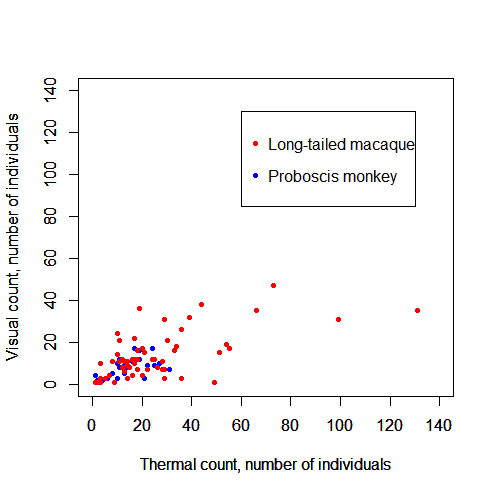 Visual count, number of individuals
140
120
100
80
60
40
20
0
Long-tailed macaque
Proboscis monkey
0 20 40 60 80 100 120 140
Thermal count, number of individuals